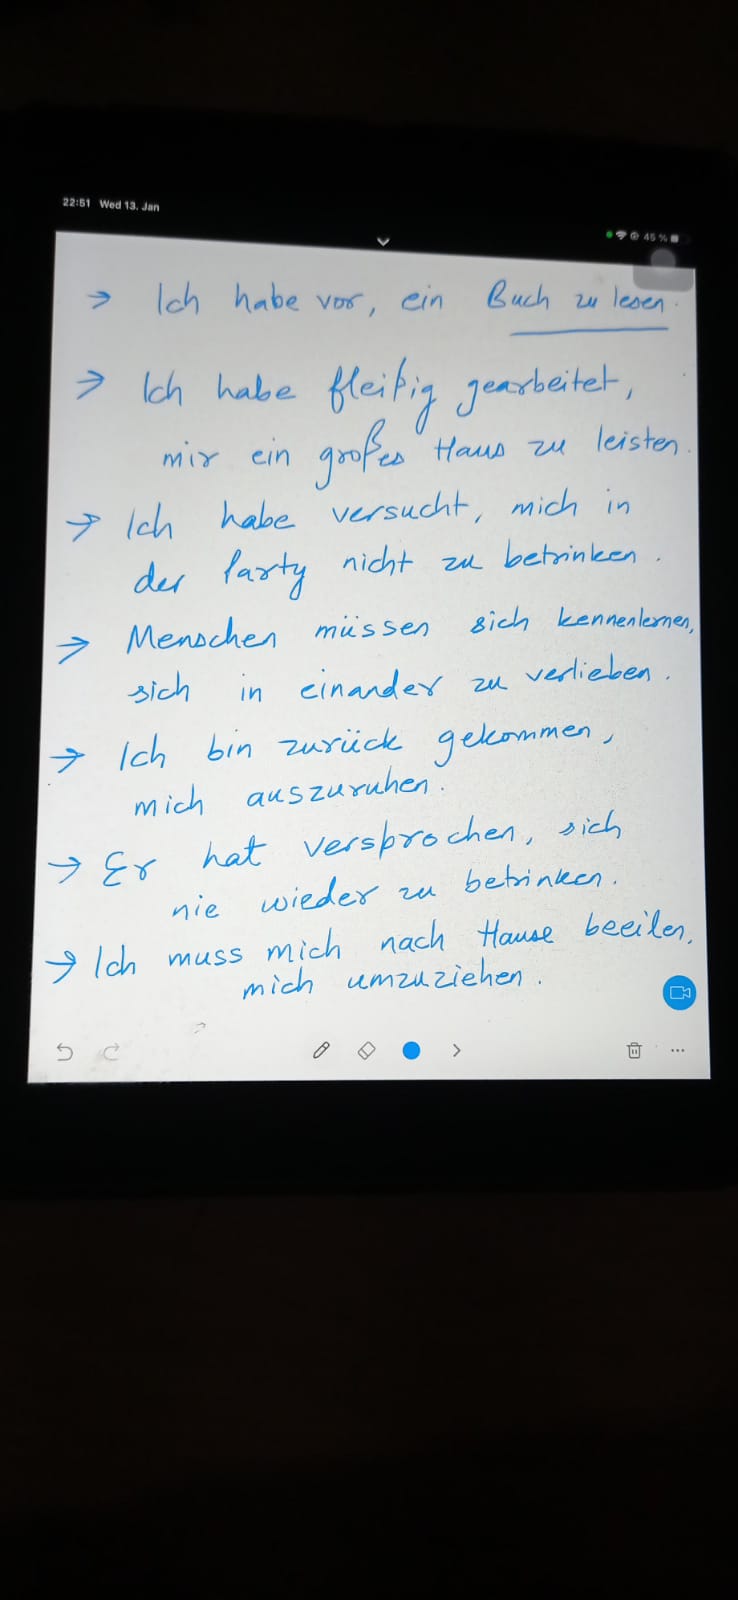 22:51 Wed 13. Jan
45 %
→ Ich habe vor, ein Buch zu lesen.
→ Ich habe fleißig gearbeitet,
mir ein großes Haus zu leisten.
→ Ich habe versucht, mich in
der Party nicht zu betrinken.
→ Menschen müssen sich kennenlernen,
sich in einander zu verlieben.
→ Ich bin zurück gekommen,
mich auszuruhen.
→ Er hat versprochen, sich
nie wieder zu betrinken.
→ Ich muss mich nach Hause beeilen,
mich umzuziehen.